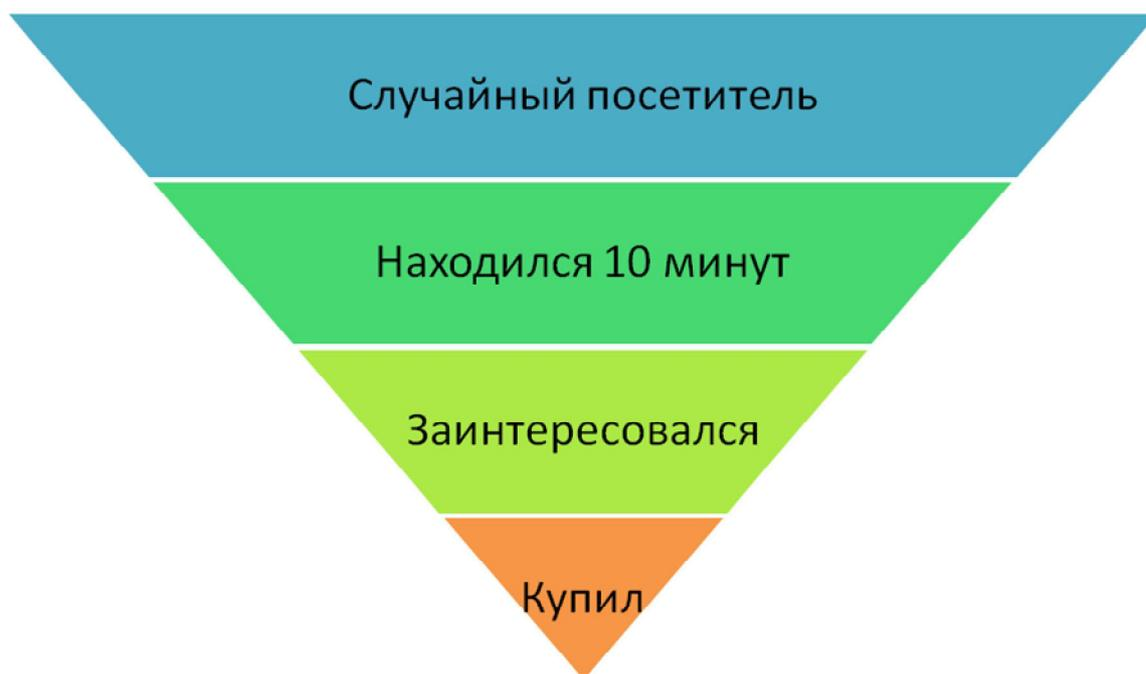 Случайный посетитель
Находился 10 минут
Заинтересовался
Купил